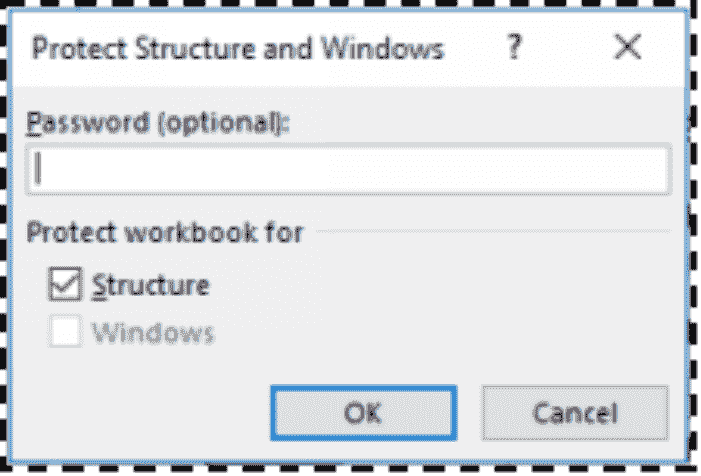 Protect Structure and Windows ?
Password (optional):
Protect workbook for
Structure
Windows
OK Cancel